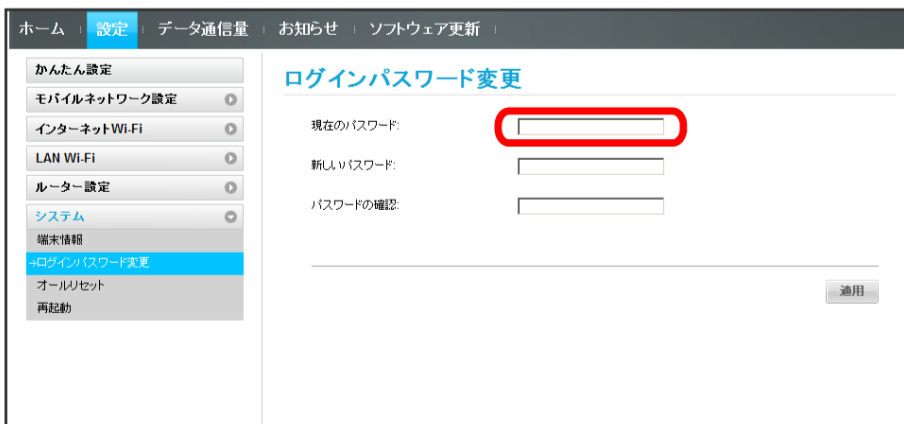 ホーム 設定 データ通信量 お知らせ ソフトウェア更新
かんたん設定
モバイルネットワーク設定
インターネットWi-Fi
LAN Wi-Fi
ルーター設定
システム
端末情報
→ログインパスワード変更
オールリセット
再起動
ログインパスワード変更
現在のパスワード:
新しいパスワード:
パスワードの確認:
適用